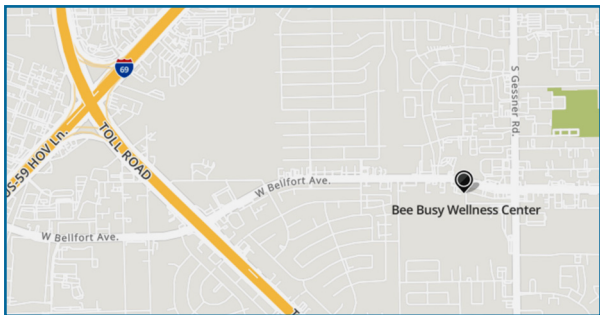 69
S Gessner Rd.
US-59 HOV Ln.
TOLL ROAD
W Bellfort Ave.
Bee Busy Wellness Center
W Bellfort Ave.